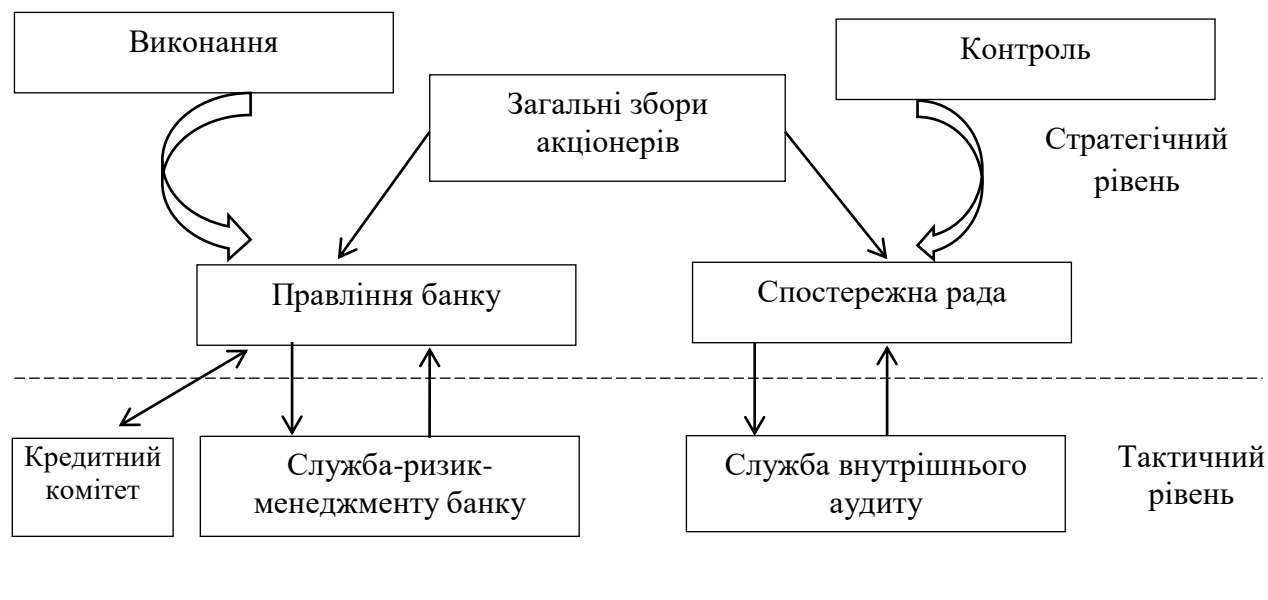 Виконання
Контроль
Загальні збори
акціонерів
Стратегічний
рівень
Правління банку
Спостережна рада
Кредитний
комітет
Служба-ризик-
менеджменту банку
Служба внутрішнього
аудиту
Тактичний
рівень